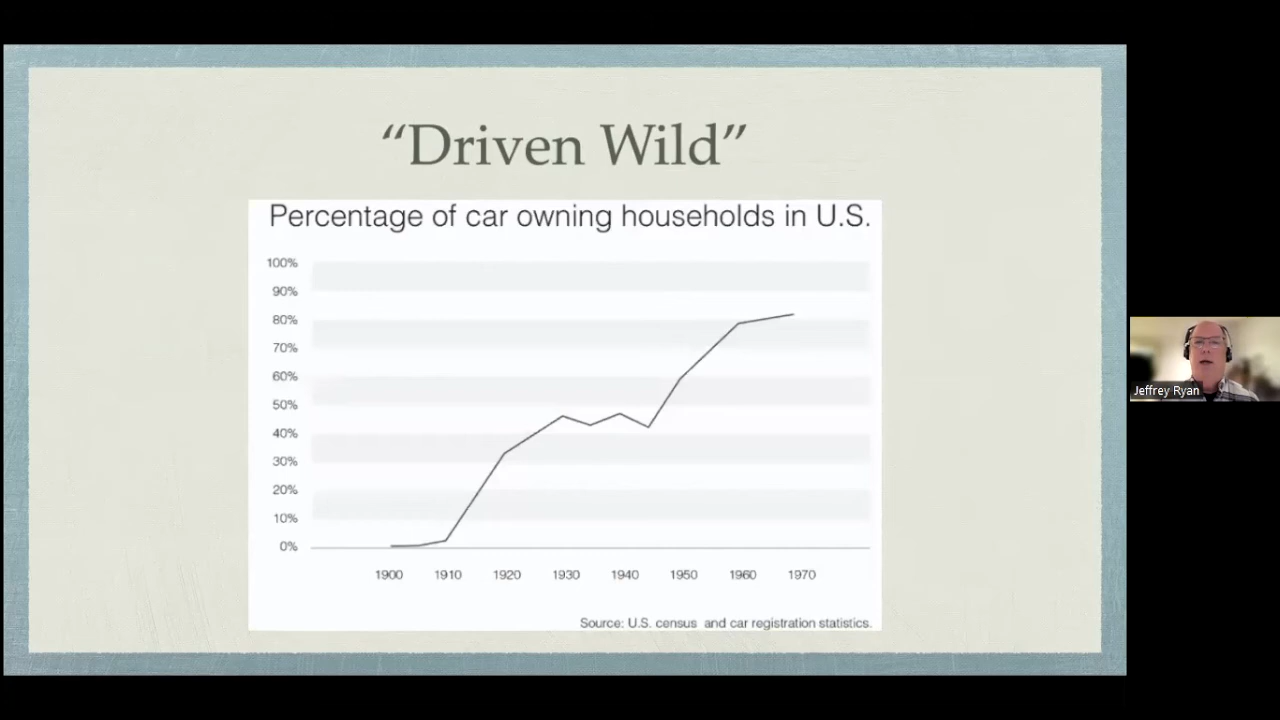 “Driven Wild”
Percentage of car owning households in U.S.
100%
90%
80%
70%
60%
50%
40%
30%
20%
10%
0%
1900 1910 1920 1930 1940 1950 1960 1970
Source: U.S. census and car registration statistics.
Jeffrey Ryan